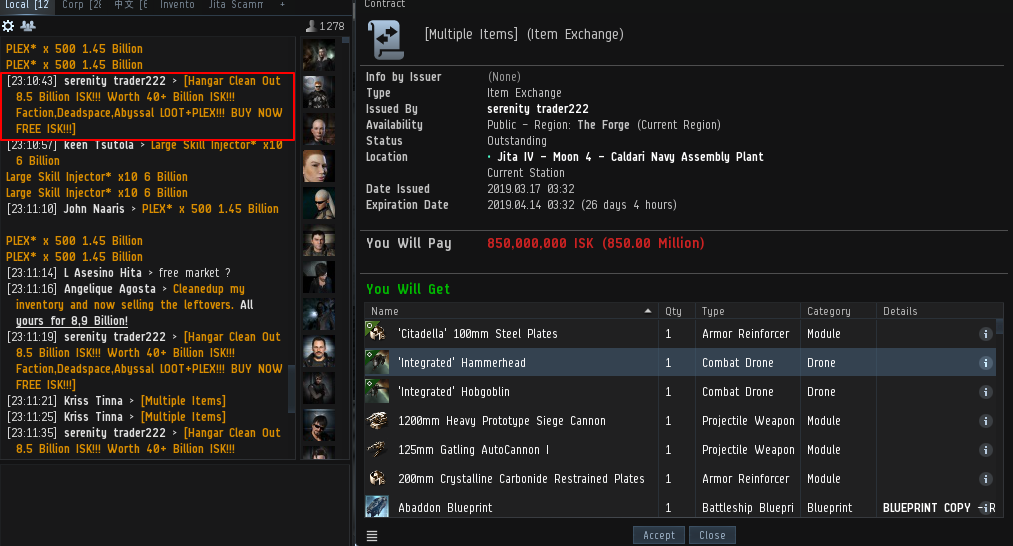 Local [12
Corp [28
中文 [6
Invento
Jita Scamm
+
1278
PLEX* x 500 1.45 Billion
PLEX* x 500 1.45 Billion
[23:10:43] serenity trader222 > [Hangar Clean Out
8.5 Billion ISK!!! Worth 40+ Billion ISK!!!
Faction,Deadspace,Abyssal LOOT+PLEX!!! BUY NOW
FREE ISK!!!]
[23:10:57] keen Tsutola > Large Skill Injector* x10
6 Billion
Large Skill Injector* x10 6 Billion
Large Skill Injector* x10 6 Billion
[23:11:10] John Naaris > PLEX* x 500 1.45 Billion
PLEX* x 500 1.45 Billion
PLEX* x 500 1.45 Billion
[23:11:14] L Asesino Hita > free market ?
[23:11:16] Angelique Agosta > Cleanedup my
inventory and now selling the leftovers. All
yours for 8,9 Billion!
[23:11:19] serenity trader222 > [Hangar Clean Out
8.5 Billion ISK!!! Worth 40+ Billion ISK!!!
Faction,Deadspace,Abyssal LOOT+PLEX!!! BUY NOW
FREE ISK!!!]
[23:11:21] Kriss Tinna > [Multiple Items]
[23:11:25] Kriss Tinna > [Multiple Items]
[23:11:35] serenity trader222 > [Hangar Clean Out
8.5 Billion ISK!!! Worth 40+ Billion ISK!!!
Contract
[Multiple Items] (Item Exchange)
Info by Issuer (None)
Type Item Exchange
Issued By serenity trader222
Availability Public - Region: The Forge (Current Region)
Status Outstanding
Location • Jita IV - Moon 4 - Caldari Navy Assembly Plant
Current Station
Date Issued 2019.03.17 03:32
Expiration Date 2019.04.14 03:32 (26 days 4 hours)
You Will Pay 850,000,000 ISK (850.00 Million)
You Will Get
Name Qty Type Category Details
'Citadella' 100mm Steel Plates 1 Armor Reinforcer Module
'Integrated' Hammerhead 1 Combat Drone Drone
'Integrated' Hobgoblin 1 Combat Drone Drone
1200mm Heavy Prototype Siege Cannon 1 Projectile Weapon Module
125mm Gatling AutoCannon I 1 Projectile Weapon Module
200mm Crystalline Carbonide Restrained Plates 1 Armor Reinforcer Module
Abaddon Blueprint 1 Battleship Bluepri Blueprint BLUEPRINT COPY -
Accept
Close